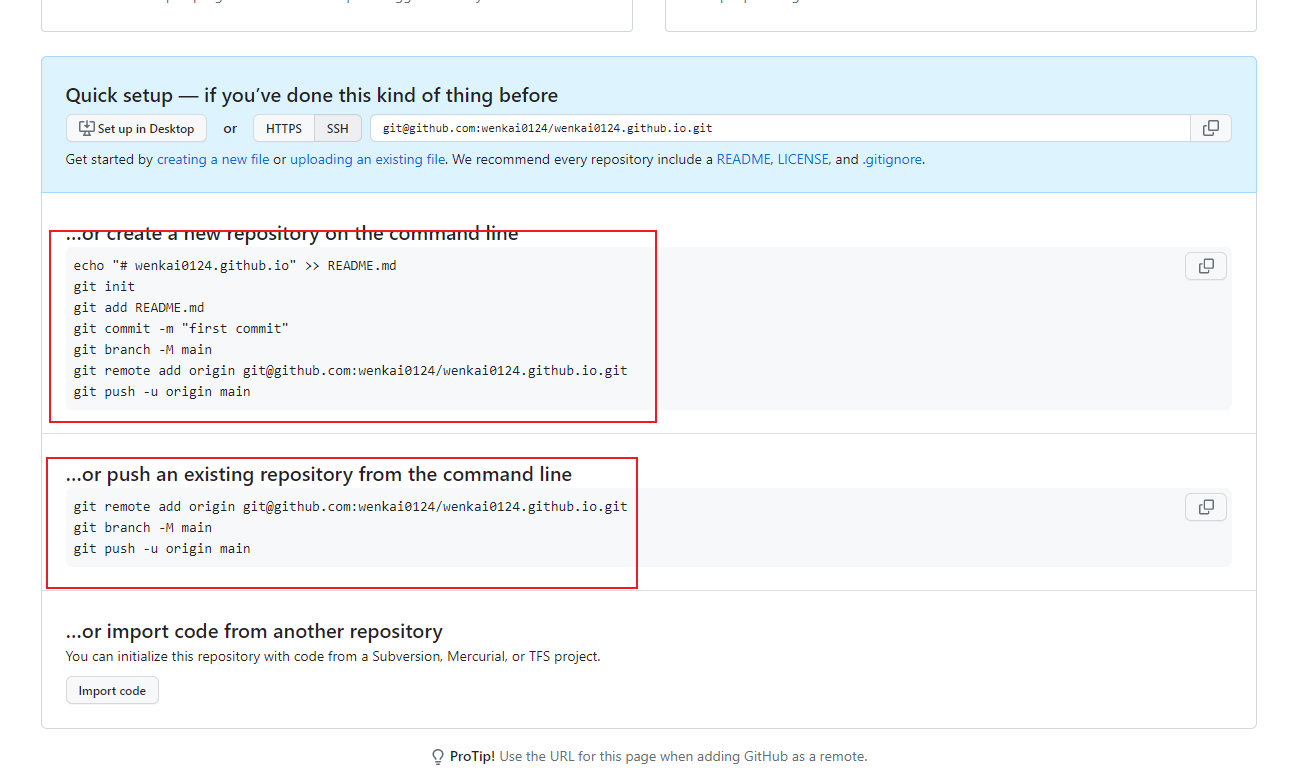 Quick setup — if you've done this kind of thing before
Set up in Desktop or HTTPS SSH git@github.com:wenkai0124/wenkai0124.github.io.git
Get started by creating a new file or uploading an existing file. We recommend every repository include a README, LICENSE, and .gitignore.
…or create a new repository on the command line
echo "# wenkai0124.github.io" >> README.md
git init
git add README.md
git commit -m "first commit"
git branch -M main
git remote add origin git@github.com:wenkai0124/wenkai0124.github.io.git
git push -u origin main
…or push an existing repository from the command line
git remote add origin git@github.com:wenkai0124/wenkai0124.github.io.git
git branch -M main
git push -u origin main
…or import code from another repository
You can initialize this repository with code from a Subversion, Mercurial, or TFS project.
Import code
ProTip! Use the URL for this page when adding GitHub as a remote.